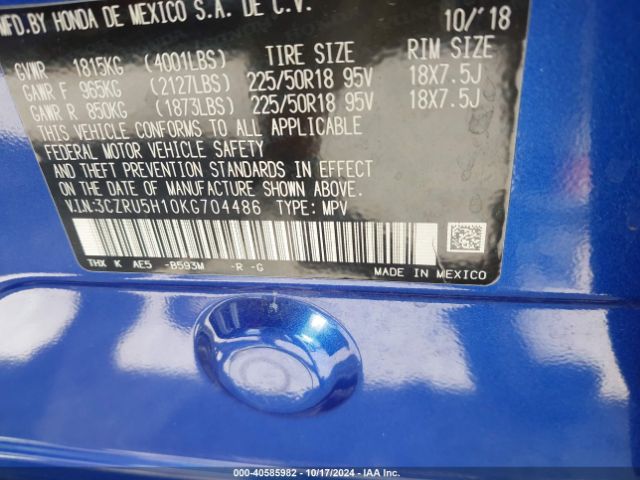 MFD.BY HONDA DE MEXICO S.A. DE C.V. 10/'18
GVWR 1815KG (4001LBS) TIRE SIZE RIM SIZE
GAWR F 965KG (2127LBS) 225/50R18 95V 18X7.5J
GAWR R 850KG (1873LBS) 225/50R18 95V 18X7.5J
THIS VEHICLE CONFORMS TO ALL APPLICABLE
FEDERAL MOTOR VEHICLE SAFETY
AND THEFT PREVENTION STANDARDS IN EFFECT
ON THE DATE OF MANUFACTURE SHOWN ABOVE.
V.I.N:3CZRU5H10KG704486 TYPE: MPV
THX K AE5 -B593M -R -G MADE IN MEXICO
000-40585982 - 10/17/2024 - IAA Inc.